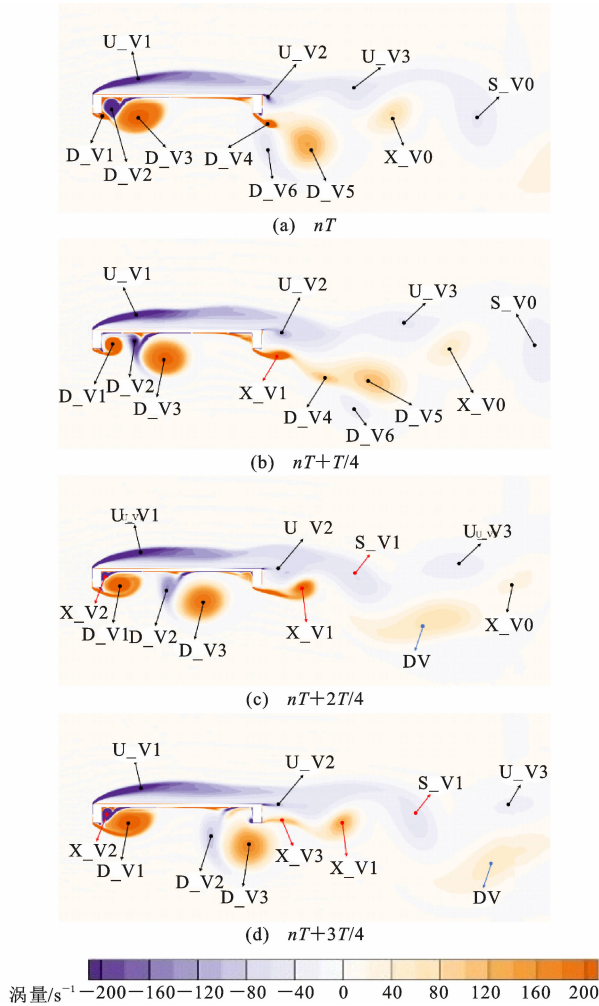 U_V1 U_V2 U_V3 S_V0
D_V1 D_V2 D_V3 D_V4 D_V6 D_V5 X_V0
(a) nT
U_V1 U_V2 U_V3 S_V0
D_V1 D_V2 D_V3 X_V1 D_V4 D_V6 D_V5 X_V0
(b) nT+T/4
U_V1 U_V2 S_V1 U_V3
X_V2 D_V1 D_V2 D_V3 X_V1 DV X_V0
(c) nT+2T/4
U_V1 U_V2 S_V1 U_V3
X_V2 D_V1 D_V2 D_V3 X_V3 X_V1 DV
(d) nT+3T/4
涡量/s⁻¹ −200 −160 −120 −80 −40 0 40 80 120 160 200